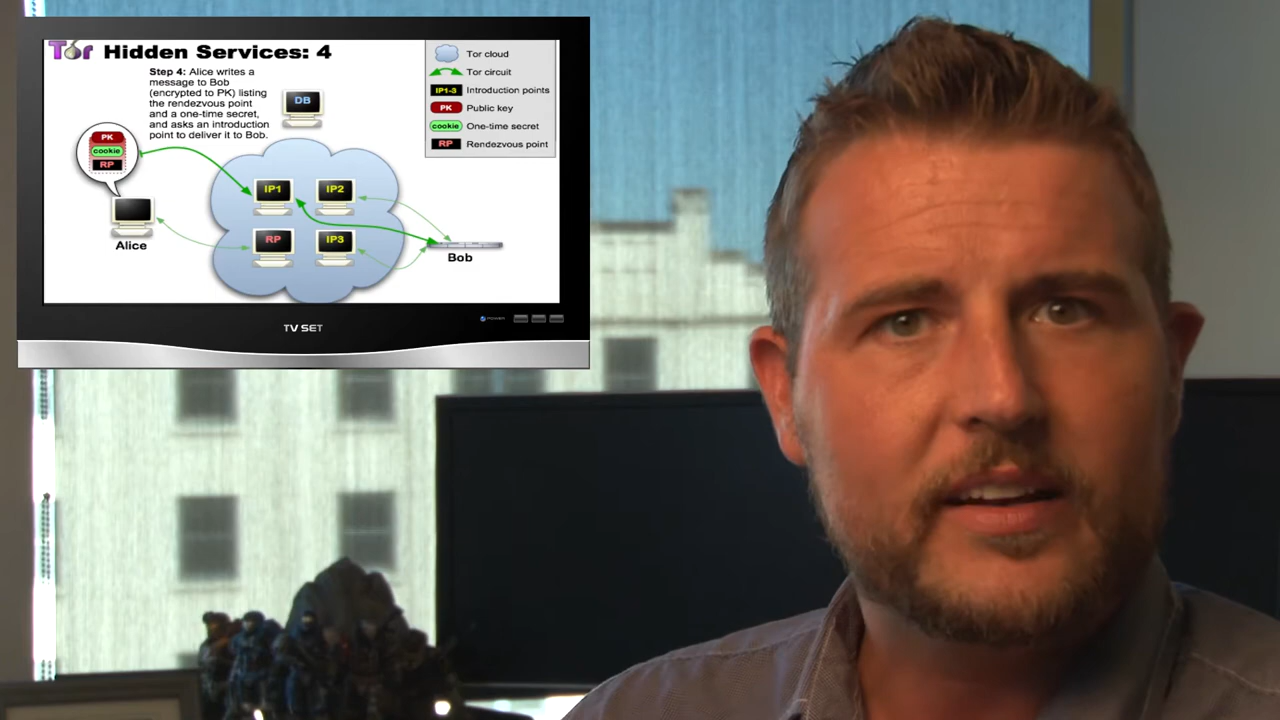 Tor Hidden Services: 4
Step 4: Alice writes a
message to Bob
(encrypted to PK) listing
the rendezvous point
and a one-time secret,
and asks an introduction
point to deliver it to Bob.
DB
PK
cookie
RP
IP1
IP2
RP
IP3
Alice
Bob
Tor cloud
Tor circuit
IP1-3 Introduction points
PK Public key
cookie One-time secret
RP Rendezvous point
TV SET
POWER